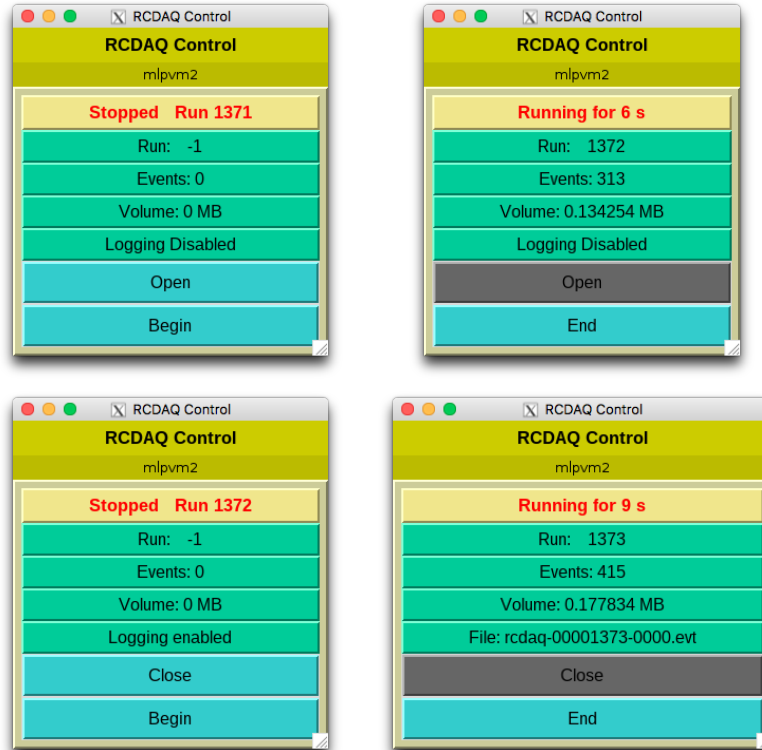 RCDAQ Control
RCDAQ Control
mlpvm2
Stopped Run 1371
Run: -1
Events: 0
Volume: 0 MB
Logging Disabled
Open
Begin
RCDAQ Control
RCDAQ Control
mlpvm2
Running for 6 s
Run: 1372
Events: 313
Volume: 0.134254 MB
Logging Disabled
Open
End
RCDAQ Control
RCDAQ Control
mlpvm2
Stopped Run 1372
Run: -1
Events: 0
Volume: 0 MB
Logging enabled
Close
Begin
RCDAQ Control
RCDAQ Control
mlpvm2
Running for 9 s
Run: 1373
Events: 415
Volume: 0.177834 MB
File: rcdaq-00001373-0000.evt
Close
End